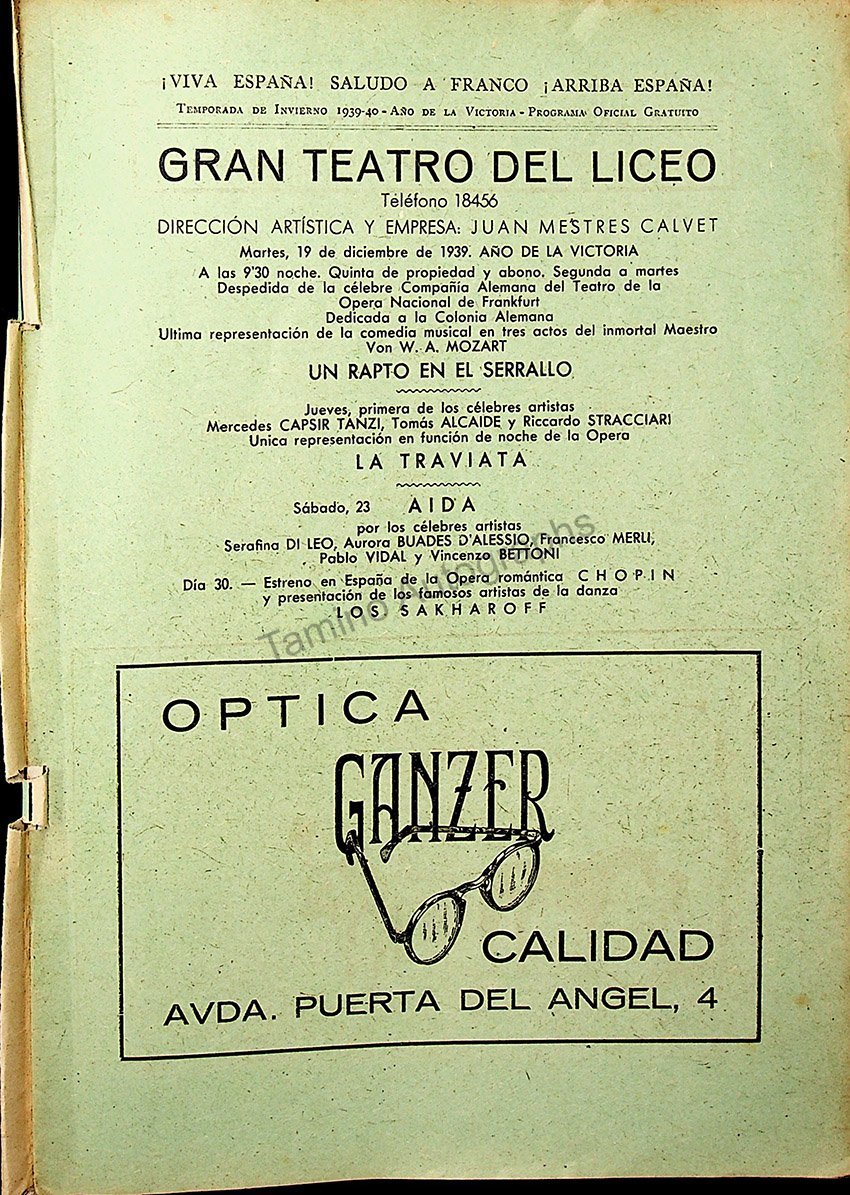 ¡VIVA ESPAÑA! SALUDO A FRANCO ¡ARRIBA ESPAÑA!
TEMPORADA DE INVIERNO 1939-40 - AÑO DE LA VICTORIA - PROGRAMA OFICIAL GRATUITO
GRAN TEATRO DEL LICEO
Teléfono 18456
DIRECCIÓN ARTÍSTICA Y EMPRESA: JUAN MESTRES CALVET
Martes, 19 de diciembre de 1939. AÑO DE LA VICTORIA
A las 9'30 noche. Quinta de propiedad y abono. Segunda a martes
Despedida de la célebre Compañía Alemana del Teatro de la
Opera Nacional de Frankfurt
Dedicada a la Colonia Alemana
Ultima representación de la comedia musical en tres actos del inmortal Maestro
Von W. A. MOZART
UN RAPTO EN EL SERRALLO
Jueves, primera de los célebres artistas
Mercedes CAPSIR TANZI, Tomás ALCAIDE y Riccardo STRACCIARI
Unica representación en función de noche de la Opera
LA TRAVIATA
Sábado, 23 AIDA
por los célebres artistas
Serafina DI LEO, Aurora BUADES D'ALESSIO, Francesco MERLI,
Pablo VIDAL y Vincenzo BETTONI
Día 30. — Estreno en España de la Opera romántica CHOPIN
y presentación de los famosos artistas de la danza
LOS SAKHAROFF
Tamino Autographs
OPTICA
GANZER
CALIDAD
AVDA. PUERTA DEL ANGEL, 4